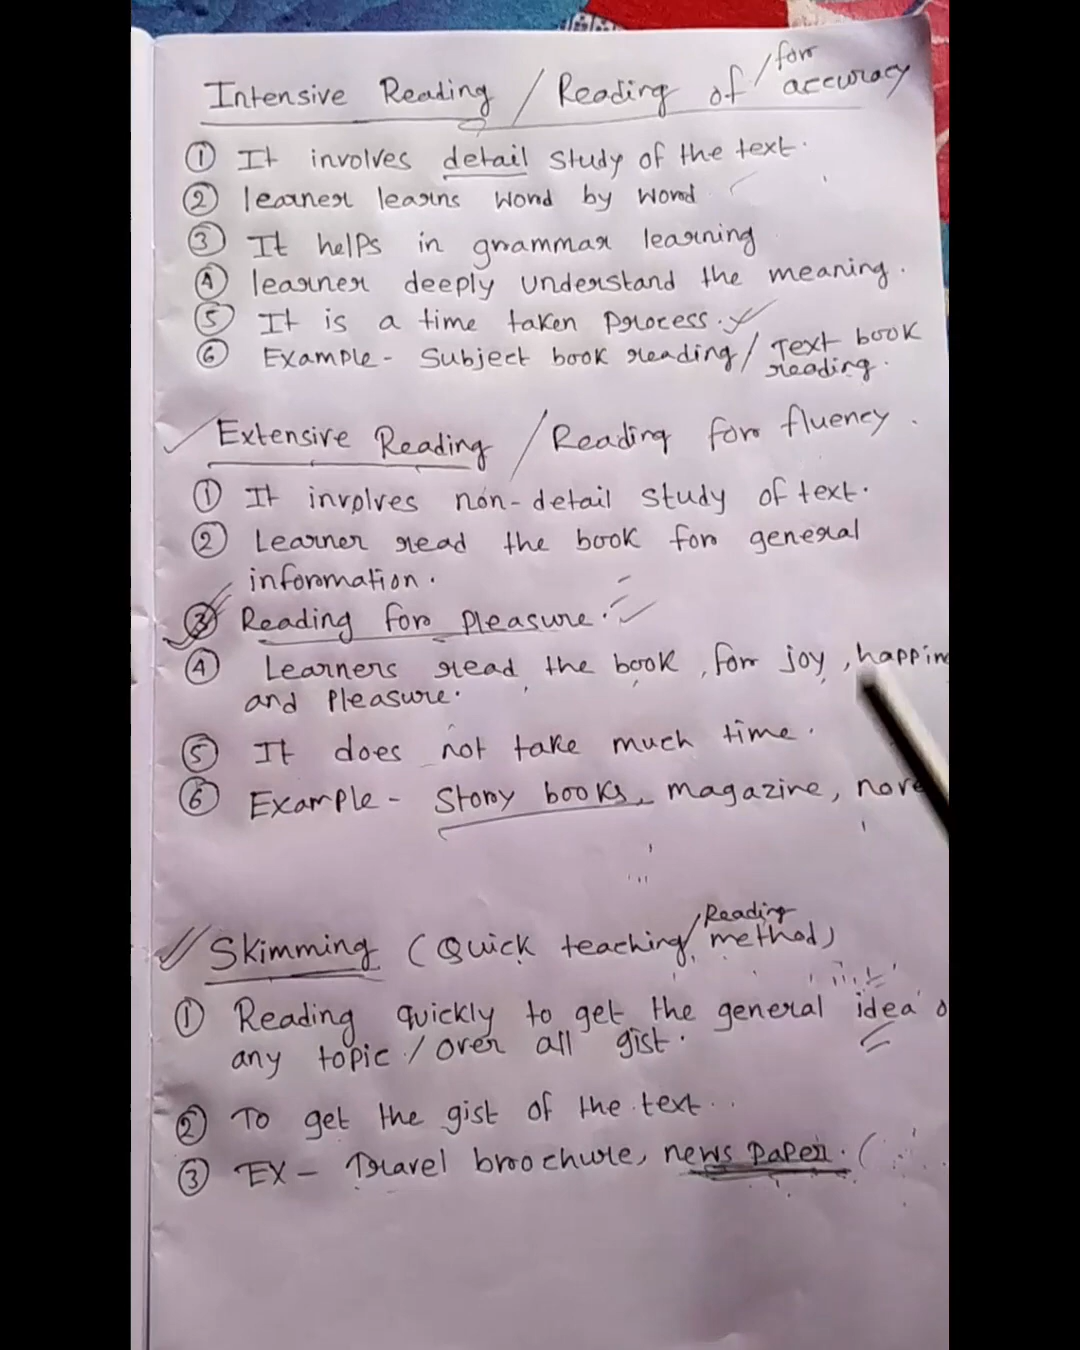 Intensive Reading / Reading of / for accuracy
① It involves detail study of the text.
② learner learns word by word
③ It helps in grammar learning
④ learner deeply understand the meaning.
⑤ It is a time taken process.
⑥ Example - Subject book reading / Text book reading.
Extensive Reading / Reading for fluency.
① It involves non-detail study of text.
② Learner read the book for general
information.
③ Reading for pleasure.
④ Learners read the book, for joy, happin
and pleasure.
⑤ It does not take much time.
⑥ Example - Story books, magazine, nove
Skimming (Quick teaching / Reading method)
① Reading quickly to get the general idea o
any topic / over all gist.
② To get the gist of the text..
③ EX - Travel brochure, news paper. (